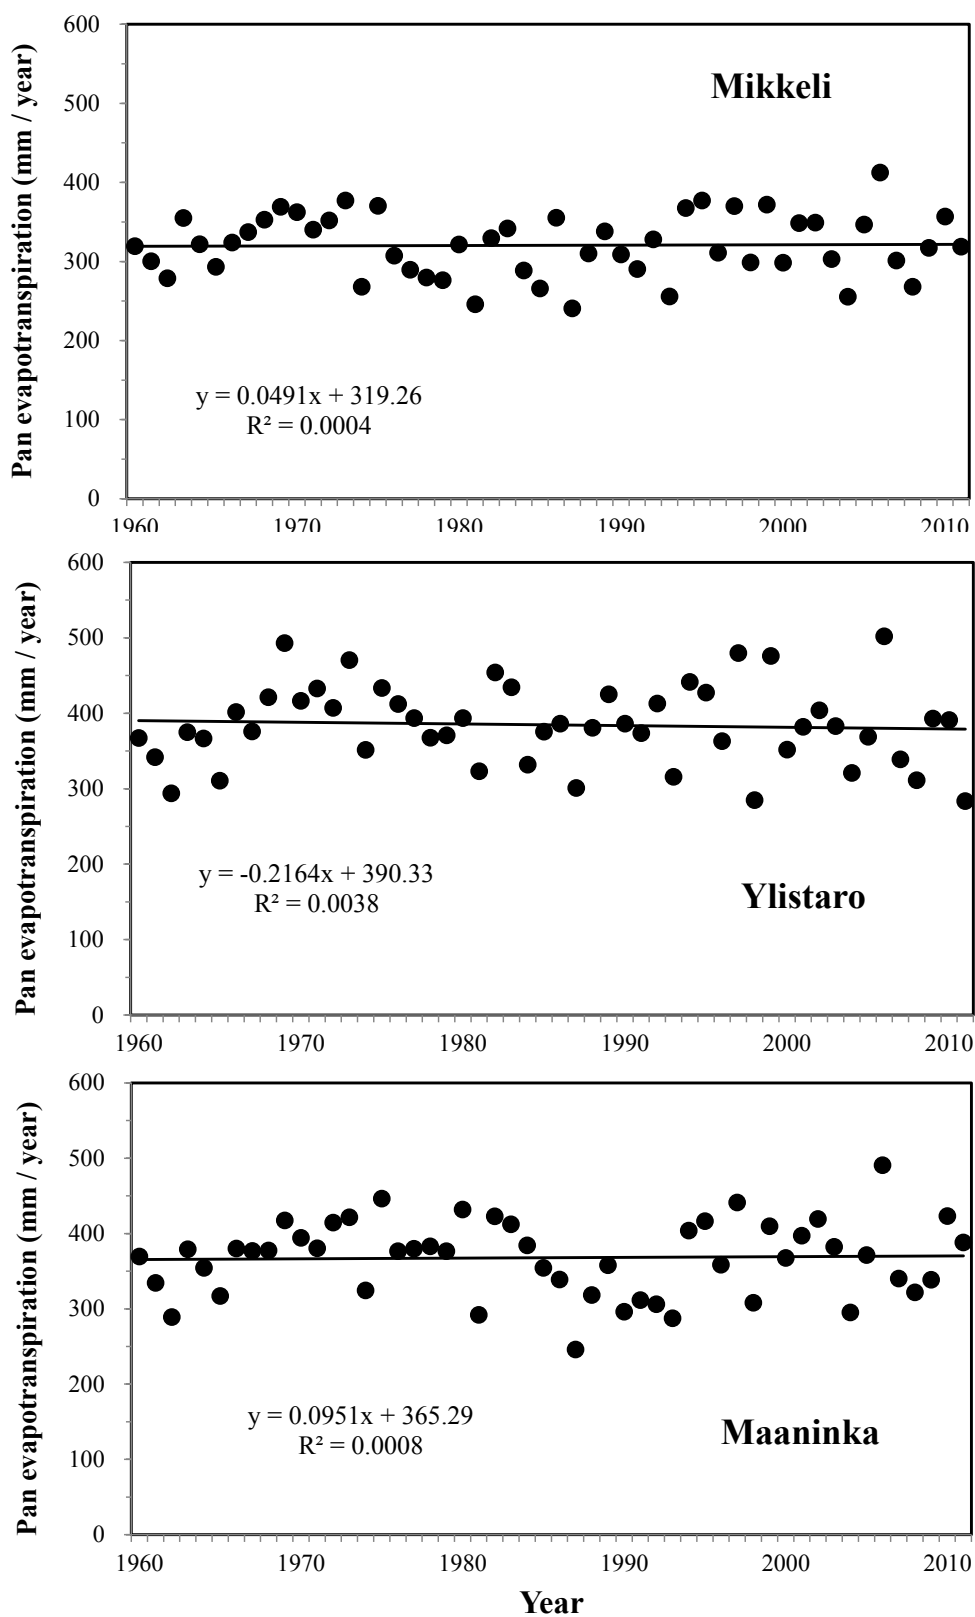 Pan evapotranspiration (mm / year)
600
500
400
300
200
100
0
Mikkeli
y = 0.0491x + 319.26
R² = 0.0004
1960 1970 1980 1990 2000 2010
Pan evapotranspiration (mm / year)
600
500
400
300
200
100
0
y = -0.2164x + 390.33
R² = 0.0038
Ylistaro
1960 1970 1980 1990 2000 2010
Pan evapotranspiration (mm / year)
600
500
400
300
200
100
0
y = 0.0951x + 365.29
R² = 0.0008
Maaninka
1960 1970 1980 1990 2000 2010
Year